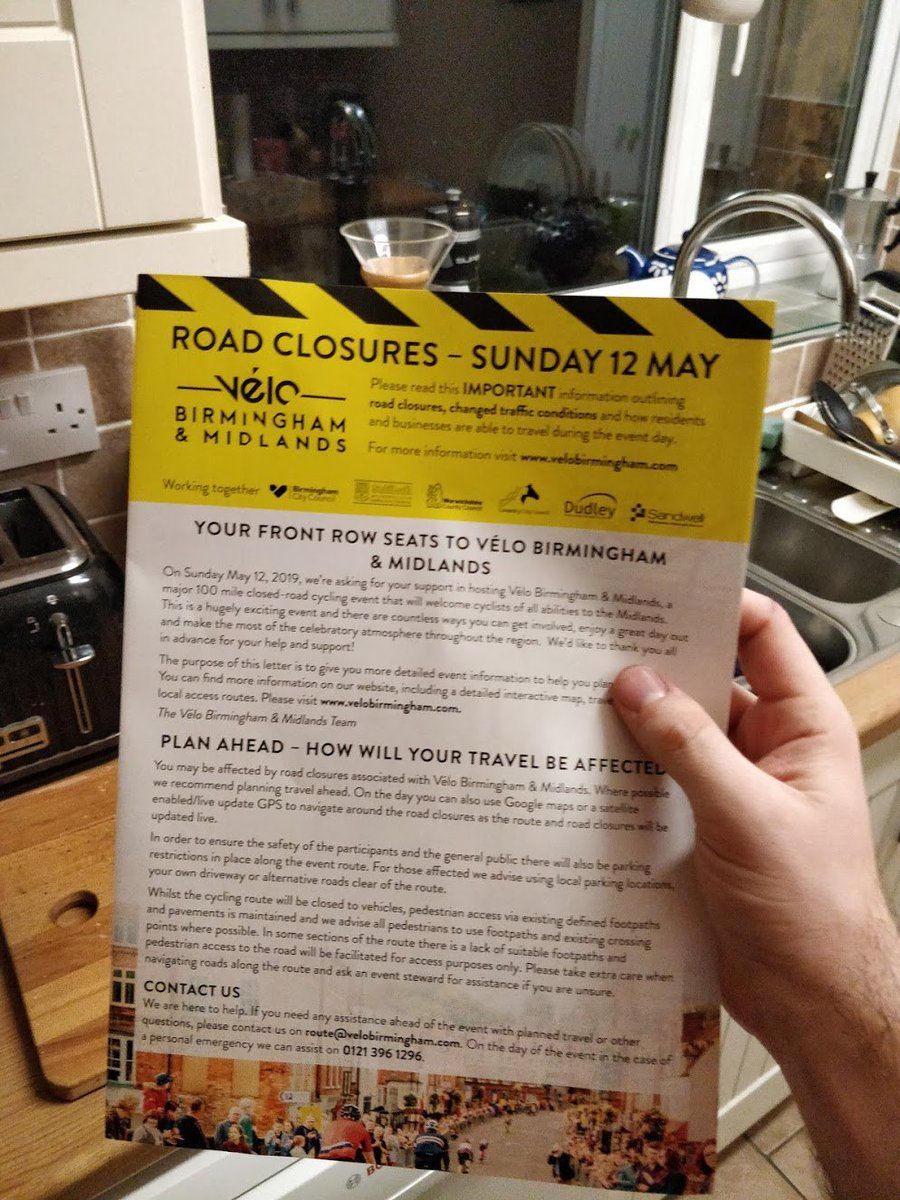 ROAD CLOSURES – SUNDAY 12 MAY
vélo
BIRMINGHAM
& MIDLANDS
Please read this IMPORTANT information outlining
road closures, changed traffic conditions and how residents
and businesses are able to travel during the event day.
For more information visit www.velobirmingham.com
Working together
Birmingham
City Council
Worcestershire
County Council
Dudley
Sandwell
YOUR FRONT ROW SEATS TO VÉLO BIRMINGHAM
& MIDLANDS
On Sunday May 12, 2019, we're asking for your support in hosting Vélo Birmingham & Midlands, a
major 100 mile closed-road cycling event that will welcome cyclists of all abilities to the Midlands.
This is a hugely exciting event and there are countless ways you can get involved, enjoy a great day out
and make the most of the celebratory atmosphere throughout the region. We'd like to thank you all
in advance for your help and support!
The purpose of this letter is to give you more detailed event information to help you plan
You can find more information on our website, including a detailed interactive map,
local access routes. Please visit www.velobirmingham.com.
The Vélo Birmingham & Midlands Team
PLAN AHEAD – HOW WILL YOUR TRAVEL BE AFFECTED
You may be affected by road closures associated with Vélo Birmingham & Midlands. Where possible
we recommend planning travel ahead. On the day you can also use Google maps or a satellite
enabled/live update GPS to navigate around the road closures as the route and road closures will be
updated live.
In order to ensure the safety of the participants and the general public there will also be parking
restrictions in place along the event route. For those affected we advise using local parking locations,
your own driveway or alternative roads clear of the route.
Whilst the cycling route will be closed to vehicles, pedestrian access via existing defined footpaths
and pavements is maintained and we advise all pedestrians to use footpaths and existing crossing
points where possible. In some sections of the route there is a lack of suitable footpaths and
pedestrian access to the road will be facilitated for access purposes only. Please take extra care when
navigating roads along the route and ask an event steward for assistance if you are unsure.
CONTACT US
We are here to help. If you need any assistance ahead of the event with planned travel or other
questions, please contact us on route@velobirmingham.com. On the day of the event in the case of
a personal emergency we can assist on 0121 396 1296.